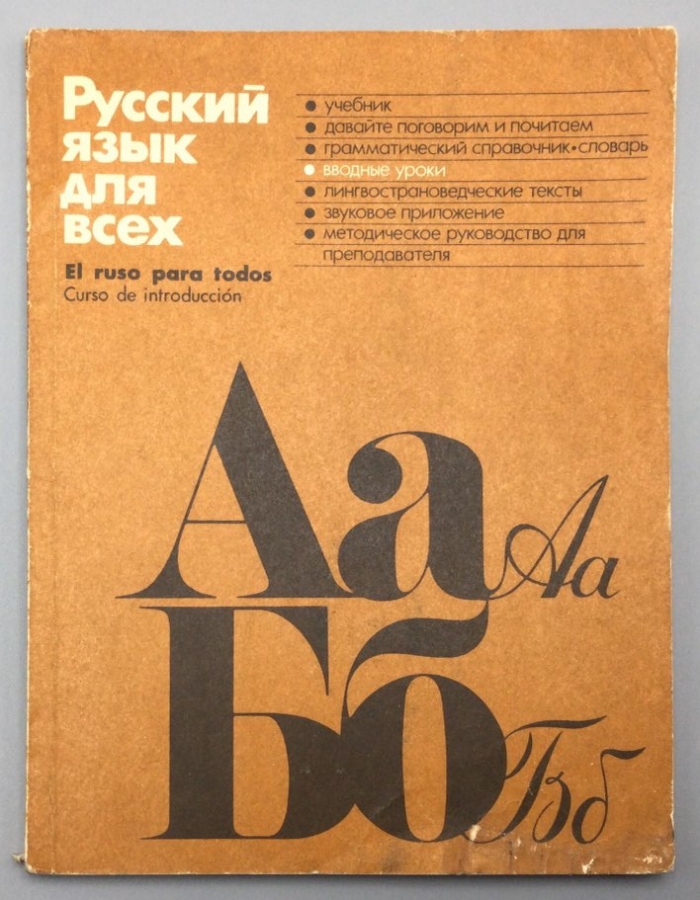 Русский
язык
для
всех
El ruso para todos
Curso de introducción
• учебник
• давайте поговорим и почитаем
• грамматический справочник•словарь
• вводные уроки
• лингвострановедческие тексты
• звуковое приложение
• методическое руководство для
преподавателя
Аа Аа
Бб Бб